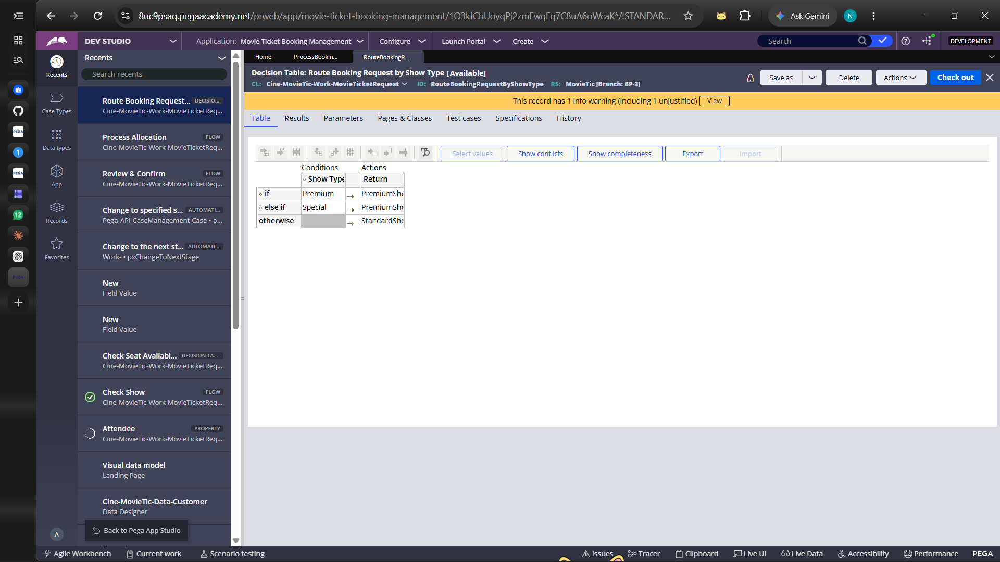 8uc9psaq.pegaacademy.net/prweb/app/movie-ticket-booking-management/1O3kfChUoyqPj2zmFwqFq7C8uA6oWcaK*/!STANDAR...
Ask Gemini
N
DEV STUDIO
Application: Movie Ticket Booking Management
Configure
Launch Portal
Create
Search
DEVELOPMENT
Recents
Case Types
Data types
App
Records
Favorites
A
PEGA
1
PEGA
12
PEGA
Recents
Search recents
Route Booking Request... DECISIO...
Cine-MovieTic-Work-MovieTicketReq...
Process Allocation FLOW
Cine-MovieTic-Work-MovieTicketReq...
Review & Confirm FLOW
Cine-MovieTic-Work-MovieTicketReq...
Change to specified s... AUTOMATI...
Pega-API-CaseManagement-Case • p...
Change to the next st... AUTOMATI...
Work- • pxChangeToNextStage
New
Field Value
New
Field Value
Check Seat Availabi... DECISION TA...
Cine-MovieTic-Work-MovieTicketReq...
Check Show FLOW
Cine-MovieTic-Work-MovieTicketReq...
Attendee PROPERTY
Cine-MovieTic-Work-MovieTicketReq...
Visual data model
Landing Page
Cine-MovieTic-Data-Customer
Data Designer
Back to Pega App Studio
Home
ProcessBookin...
RouteBookingR...
Decision Table: Route Booking Request by Show Type [Available]
CL: Cine-MovieTic-Work-MovieTicketRequest ID: RouteBookingRequestByShowType RS: MovieTic [Branch: BP-3]
Save as
Delete
Actions
Check out
This record has 1 info warning (including 1 unjustified) View
Table
Results
Parameters
Pages & Classes
Test cases
Specifications
History
Select values
Show conflicts
Show completeness
Export
Import
Conditions Actions
Show Type Return
if Premium PremiumSho
else if Special PremiumSho
otherwise StandardSho
Agile Workbench
Current work
Scenario testing
Issues
Tracer
Clipboard
Live UI
Live Data
Accessibility
Performance
PEGA